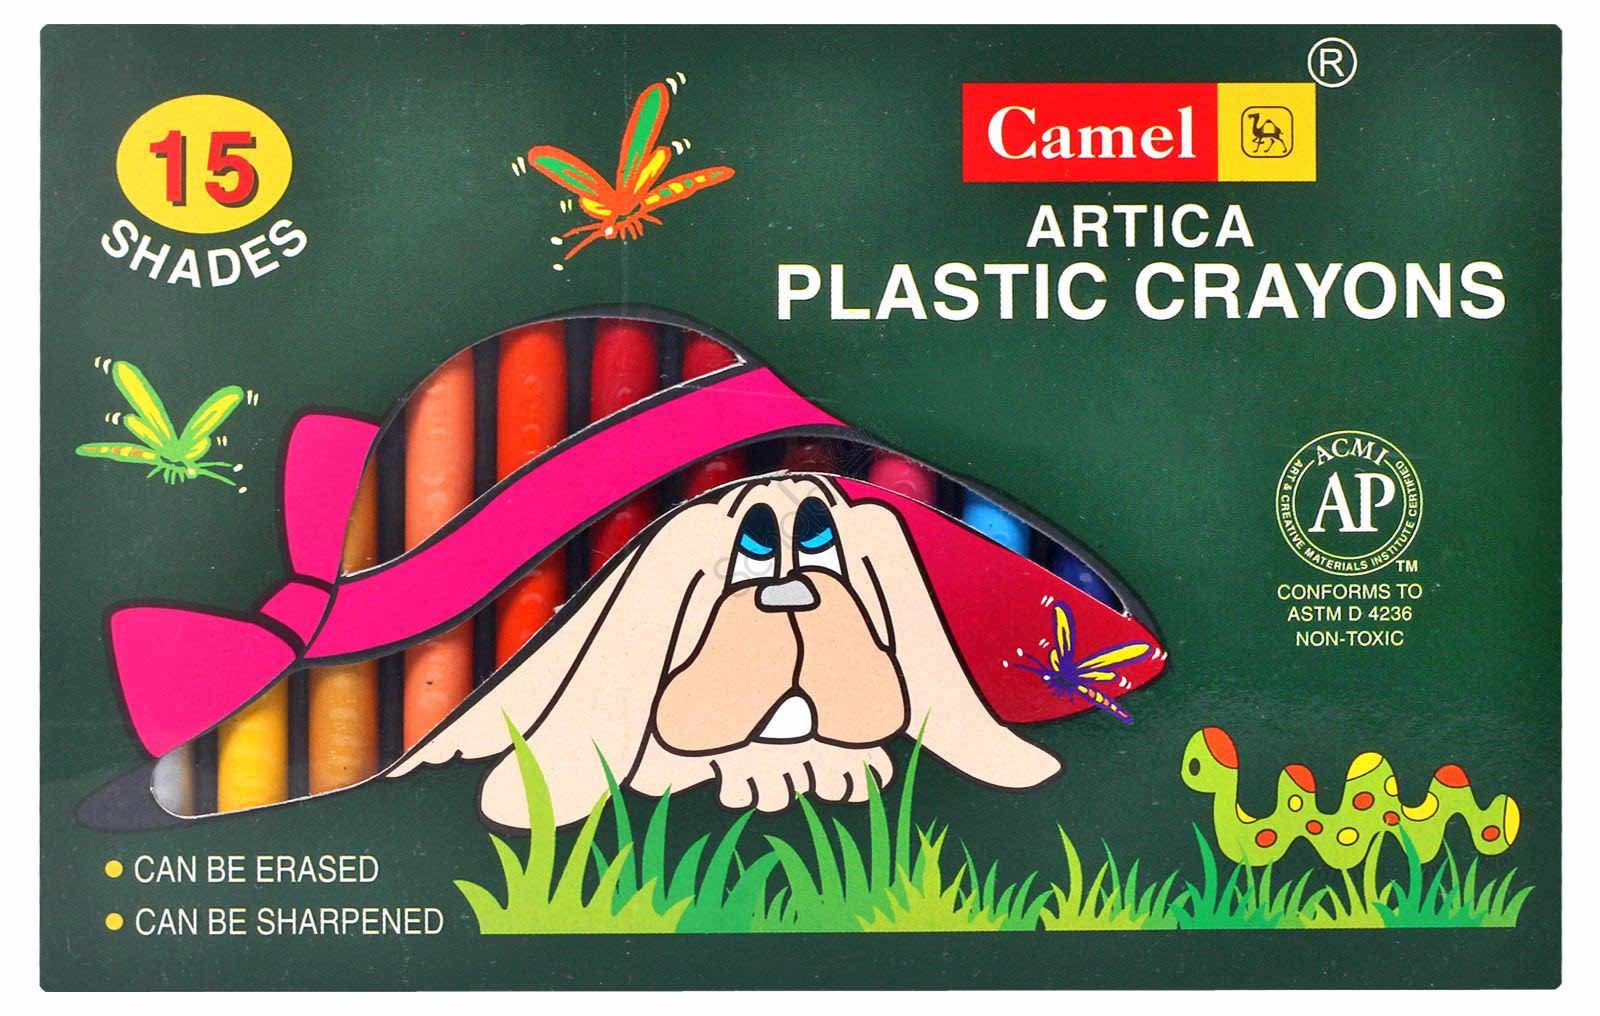 15
SHADES
Camel
®
ARTICA
PLASTIC CRAYONS
ACMI
AP
ART & CREATIVE MATERIALS INSTITUTE CERTIFIED
TM
CONFORMS TO
ASTM D 4236
NON-TOXIC
• CAN BE ERASED
• CAN BE SHARPENED